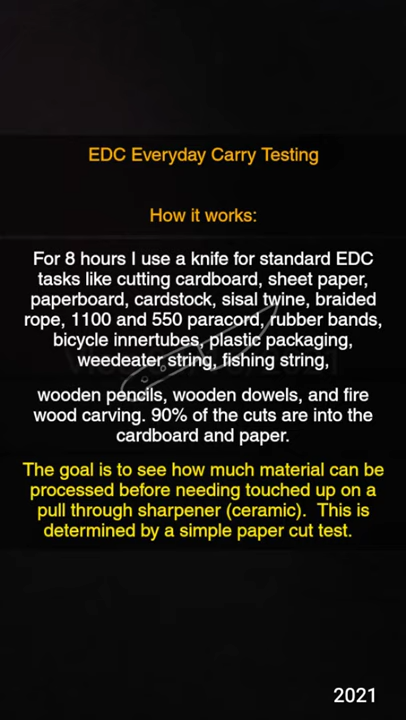 EDC Everyday Carry Testing
How it works:
For 8 hours I use a knife for standard EDC
tasks like cutting cardboard, sheet paper,
paperboard, cardstock, sisal twine, braided
rope, 1100 and 550 paracord, rubber bands,
bicycle innertubes, plastic packaging,
weedeater string, fishing string,
wooden pencils, wooden dowels, and fire
wood carving. 90% of the cuts are into the
cardboard and paper.
The goal is to see how much material can be
processed before needing touched up on a
pull through sharpener (ceramic). This is
determined by a simple paper cut test.
2021